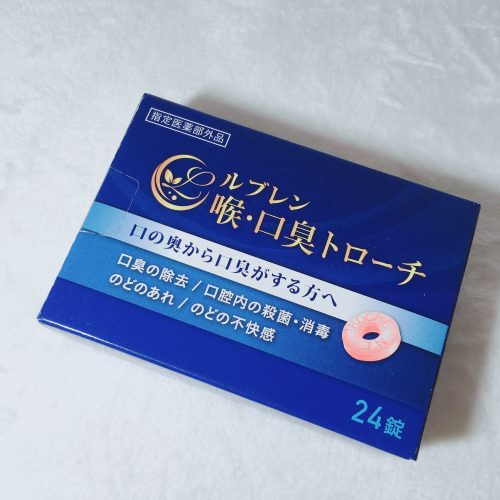 指定医薬部外品
ルブレン
喉・口臭トローチ
口の奥から口臭がする方へ
口臭の除去/口腔内の殺菌・消毒
のどのあれ/のどの不快感
24錠